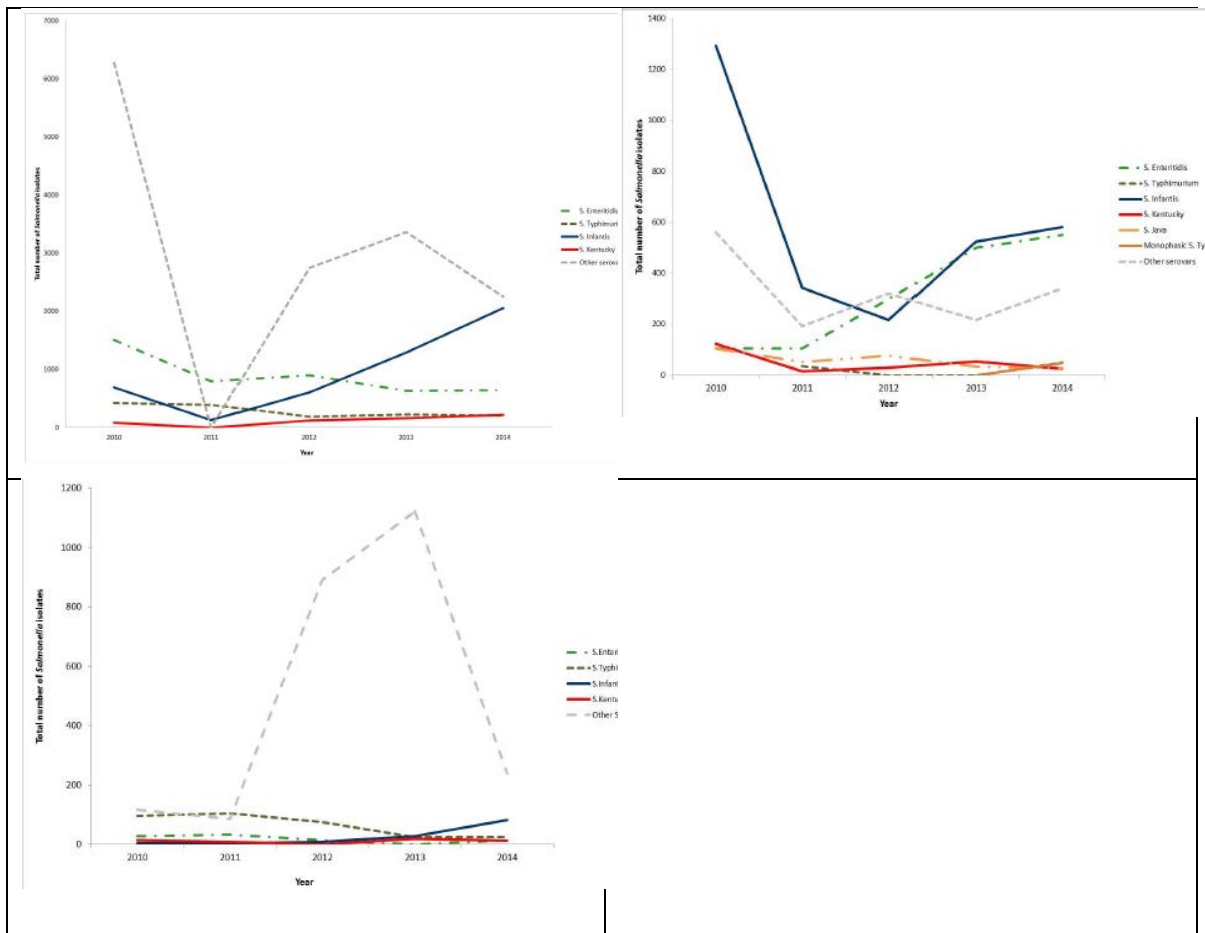 7000
6000
5000
4000
3000
2000
1000
0
Total number of Salmonella isolates
2010 2011 2012 2013 2014
Year
S. Enteritidis
S. Typhimuri
S. Infantis
S. Kentucky
Other serova
1400
1200
1000
800
600
400
200
0
Total number of Salmonella isolates
2010 2011 2012 2013 2014
Year
S. Enteritidis
S. Typhimurium
S. Infantis
S. Kentucky
S. Java
Monophasic S. Ty
Other serovars
1200
1000
800
600
400
200
0
Total number of Salmonella isolates
2010 2011 2012 2013 2014
Year
S.Enter
S.Typhi
S.Infan
S.Kentu
Other S